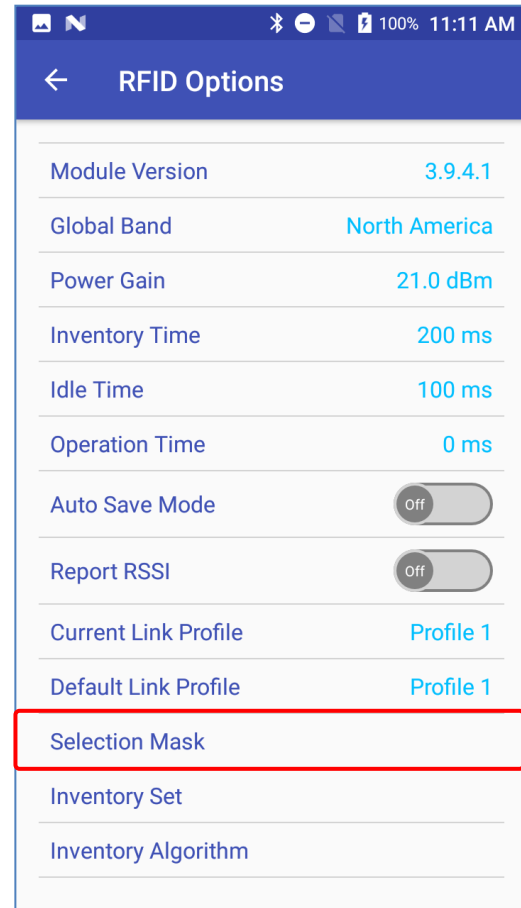 100% 11:11 AM
RFID Options
Module Version 3.9.4.1
Global Band North America
Power Gain 21.0 dBm
Inventory Time 200 ms
Idle Time 100 ms
Operation Time 0 ms
Auto Save Mode Off
Report RSSI Off
Current Link Profile Profile 1
Default Link Profile Profile 1
Selection Mask
Inventory Set
Inventory Algorithm